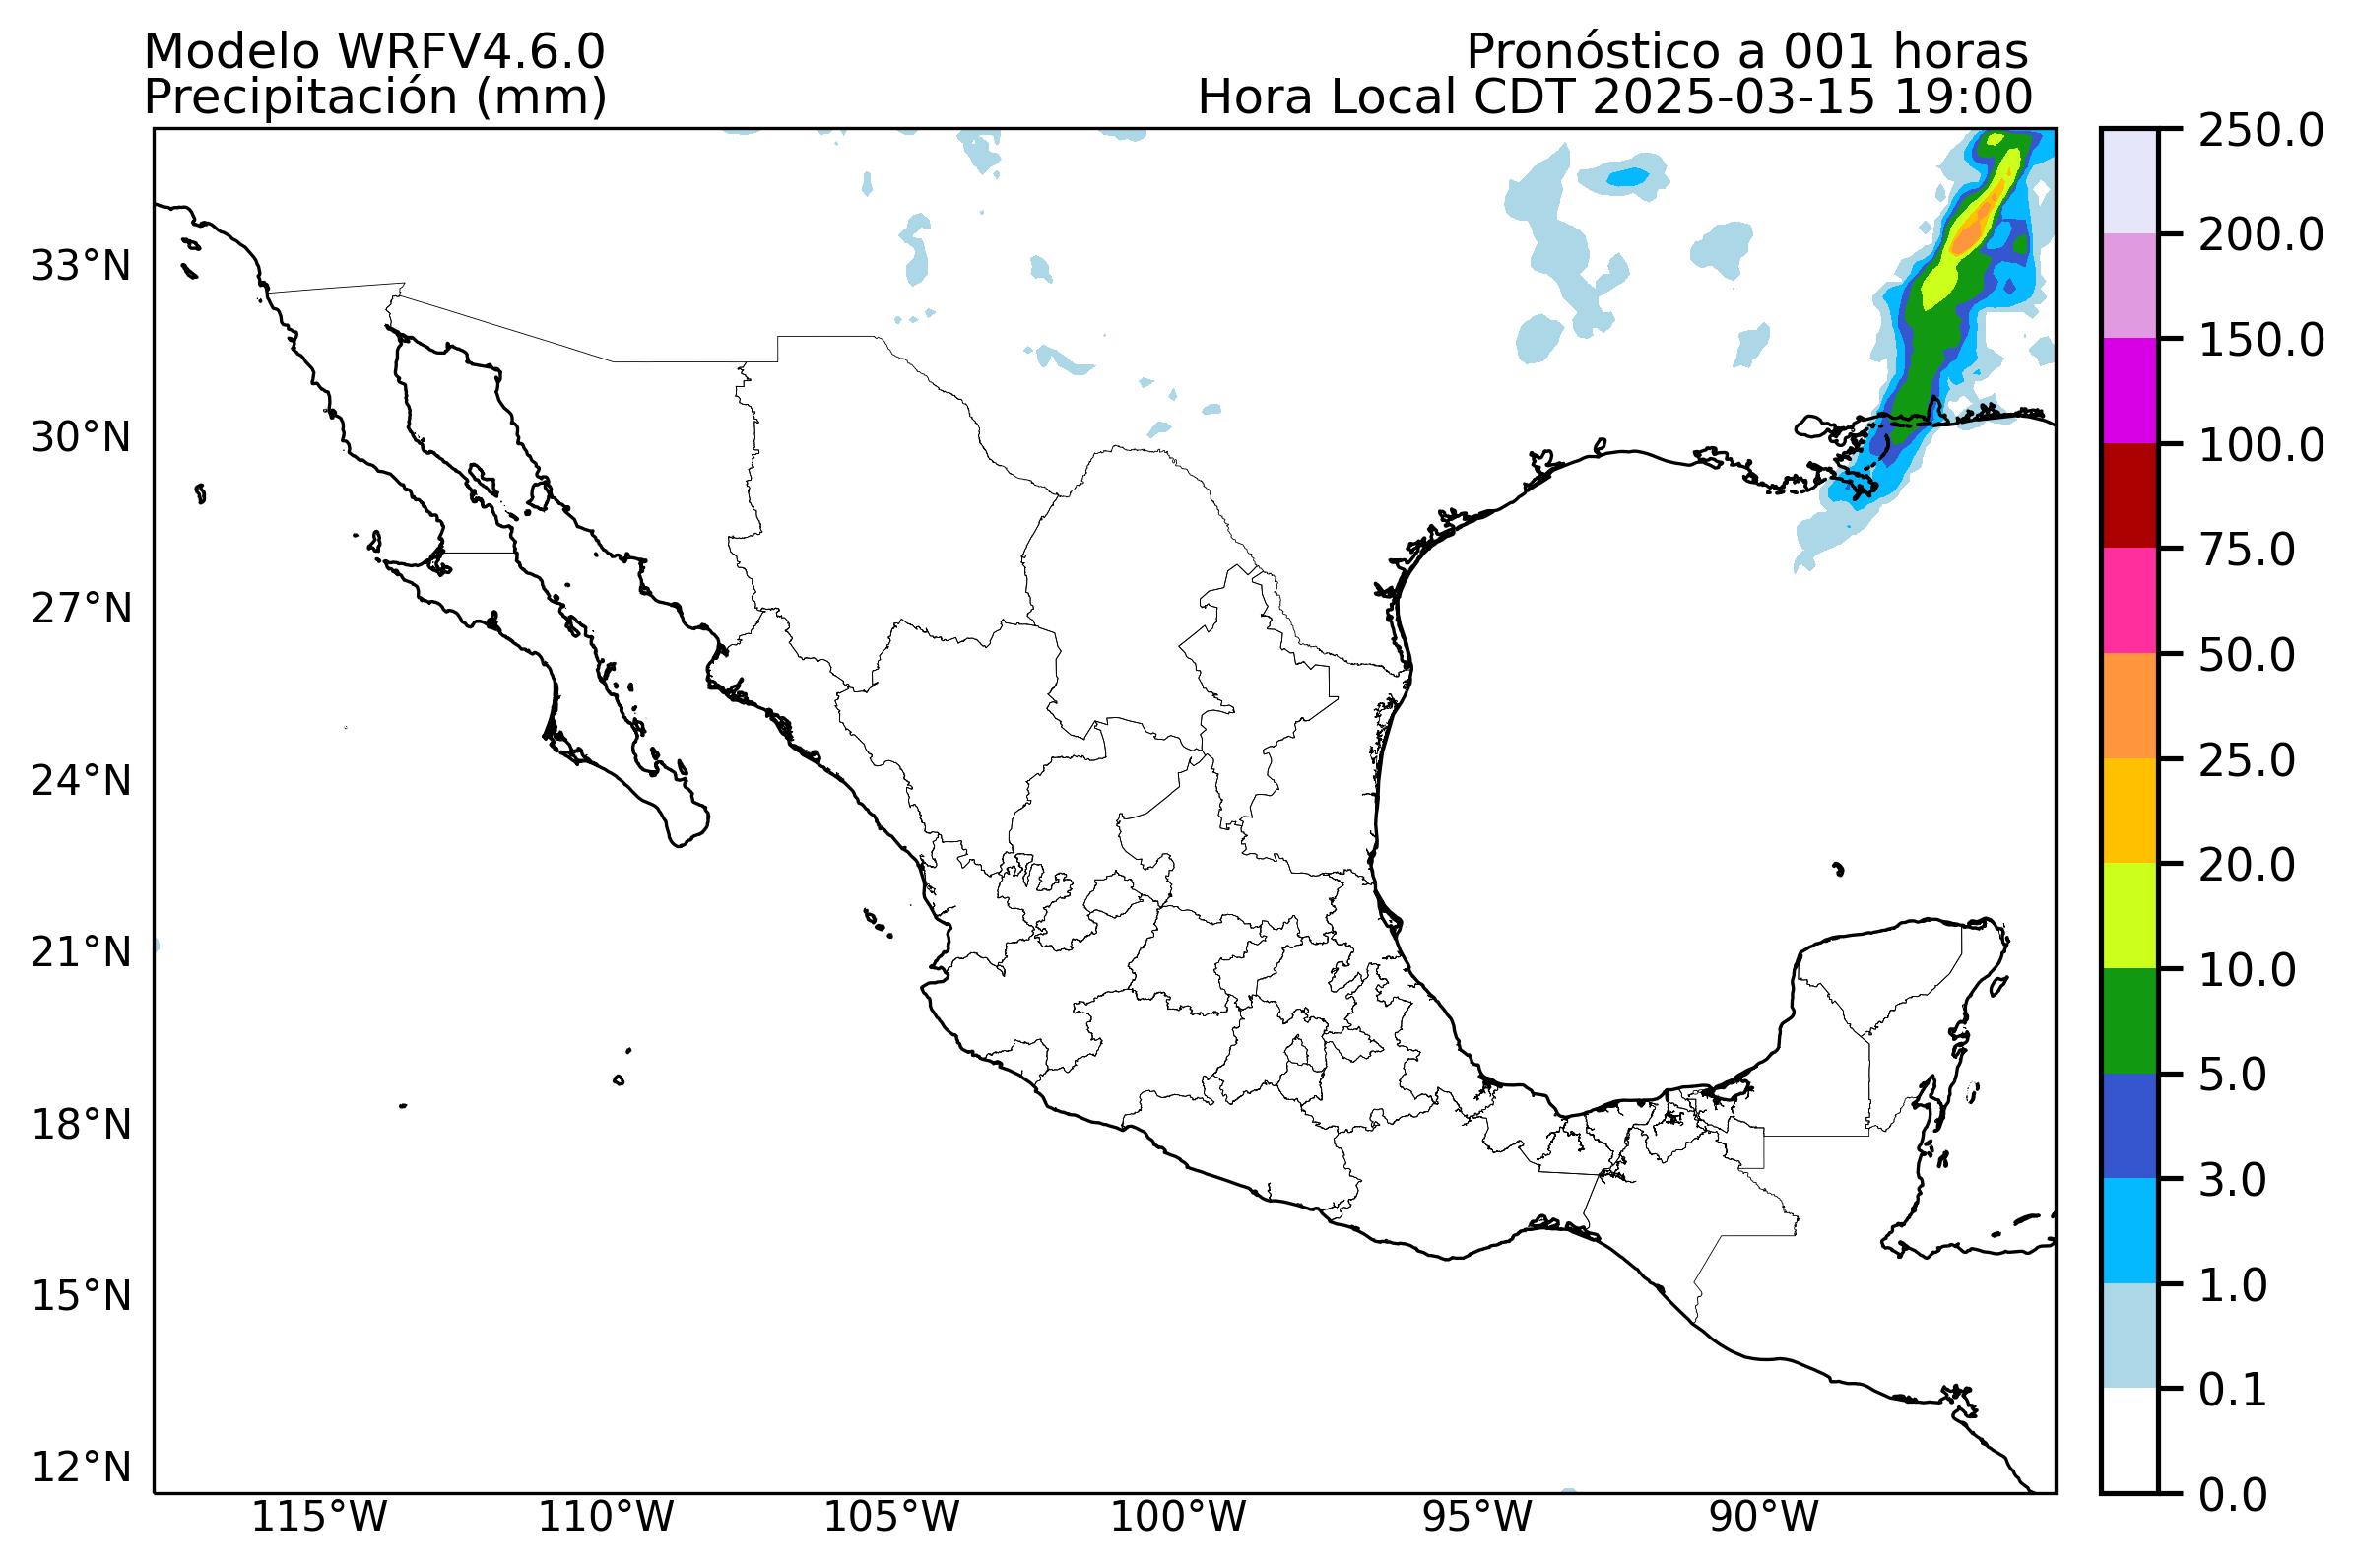 Modelo WRFV4.6.0
Pronóstico a 001 horas
Precipitación (mm)
Hora Local CDT 2025-03-15 19:00
33°N
30°N
27°N
24°N
21°N
18°N
15°N
12°N
115°W
110°W
105°W
100°W
95°W
90°W
250.0
200.0
150.0
100.0
75.0
50.0
25.0
20.0
10.0
5.0
3.0
1.0
0.1
0.0